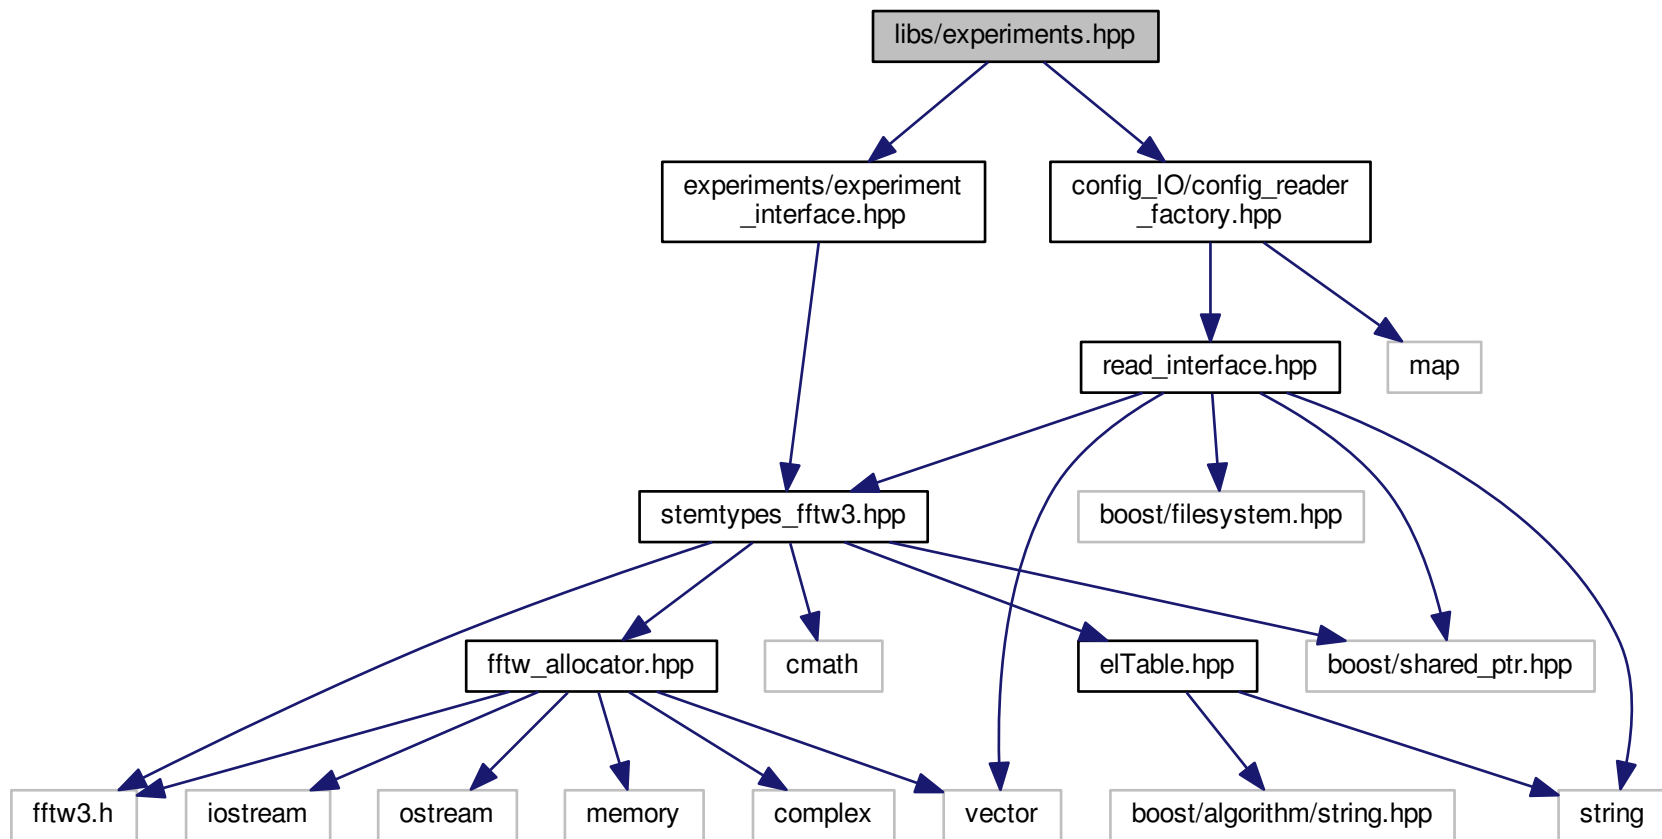 libs/experiments.hpp
experiments/experiment
_interface.hpp
config_IO/config_reader
_factory.hpp
read_interface.hpp
map
stemtypes_fftw3.hpp
boost/filesystem.hpp
fftw_allocator.hpp
cmath
elTable.hpp
boost/shared_ptr.hpp
fftw3.h
iostream
ostream
memory
complex
vector
boost/algorithm/string.hpp
string